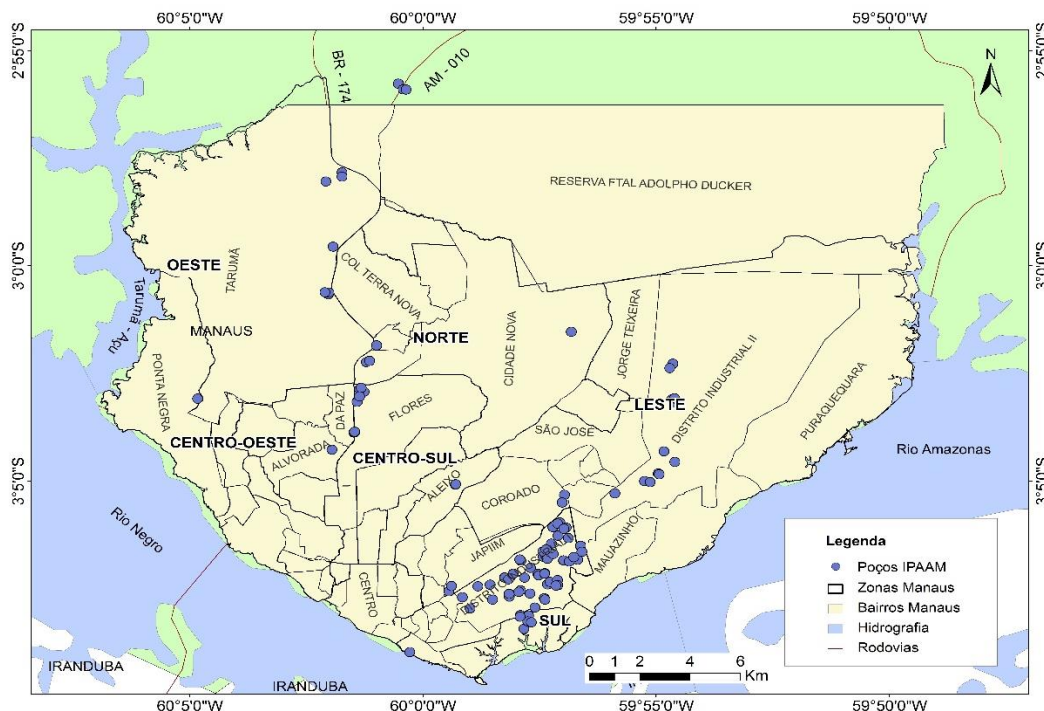 60°5'0"W 60°0'0"W 59°55'0"W 59°50'0"W
2°55'0"S 2°55'0"S
BR - 174
AM - 010
N
RESERVA FTAL ADOLPHO DUCKER
OESTE
TARUMÃ
COL TERRA NOVA
3°0'0"S 3°0'0"S
Tarumã - Açu
MANAUS
NORTE
CIDADE NOVA
JORGE TEIXEIRA
DISTRITO INDUSTRIAL II
PONTA NEGRA
DA PAZ
FLORES
LESTE
PURAQUEQUARA
SÃO JOSÉ
CENTRO-OESTE
ALVORADA
CENTRO-SUL
Rio Amazonas
ALEIXO
COROADO
3°5'0"S 3°5'0"S
Rio Negro
JAPIIM
DISTRITO INDUSTRIAL
MAUAZINHO
CENTRO
SUL
Legenda
Poços IPAAM
Zonas Manaus
Bairros Manaus
Hidrografia
Rodovias
0 2 4 6
Km
IRANDUBA
IRANDUBA
60°5'0"W 60°0'0"W 59°55'0"W 59°50'0"W